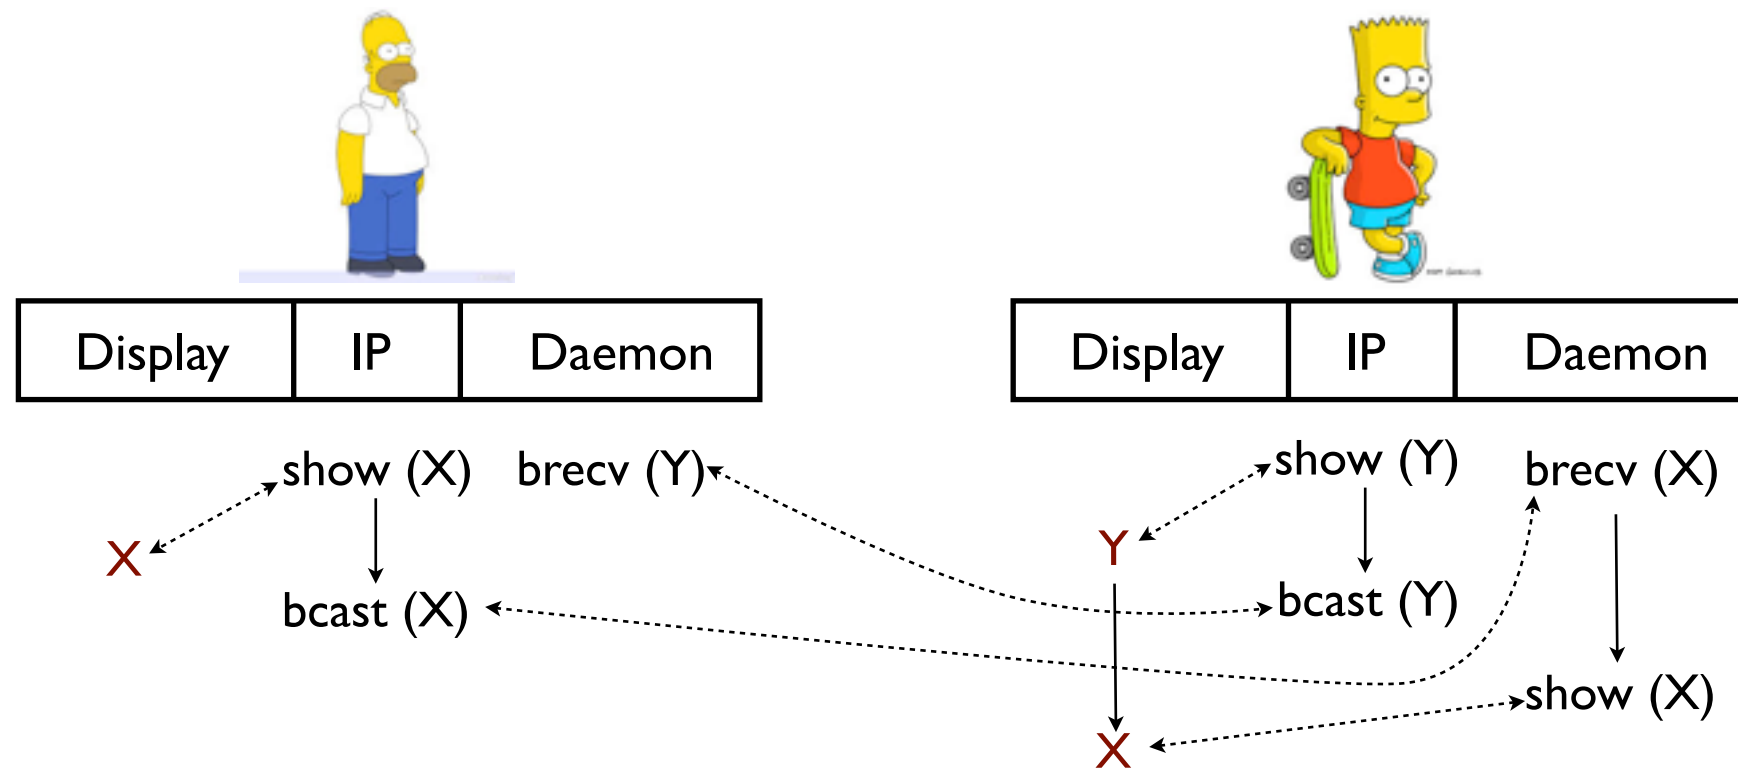 Display IP Daemon Display IP Daemon
show (X) brecv (Y) show (Y) brecv (X)
X Y
bcast (X) bcast (Y)
show (X)
X